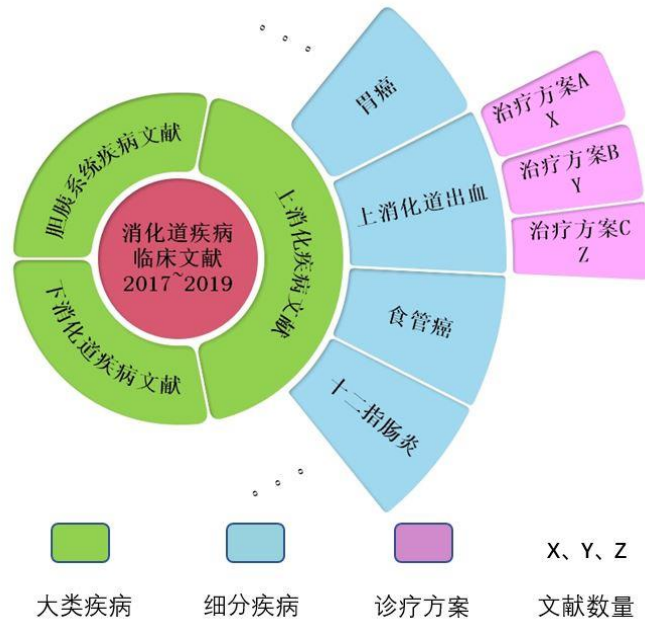 胃癌
治疗方案A
X
治疗方案B
Y
治疗方案C
Z
上消化道出血
胆胰系统疾病文献
上消化疾病文献
消化道疾病
临床文献
2017~2019
食管癌
下消化道疾病文献
十二指肠炎
X、Y、Z
大类疾病
细分疾病
诊疗方案
文献数量